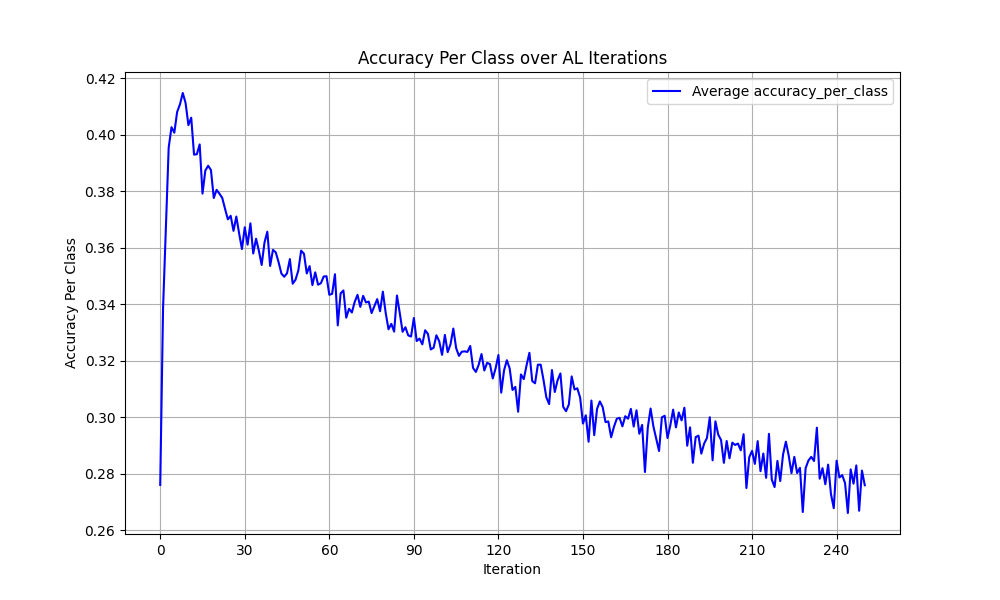 Accuracy Per Class over AL Iterations
Average accuracy_per_class
Accuracy Per Class
0.42
0.40
0.38
0.36
0.34
0.32
0.30
0.28
0.26
0 30 60 90 120 150 180 210 240
Iteration